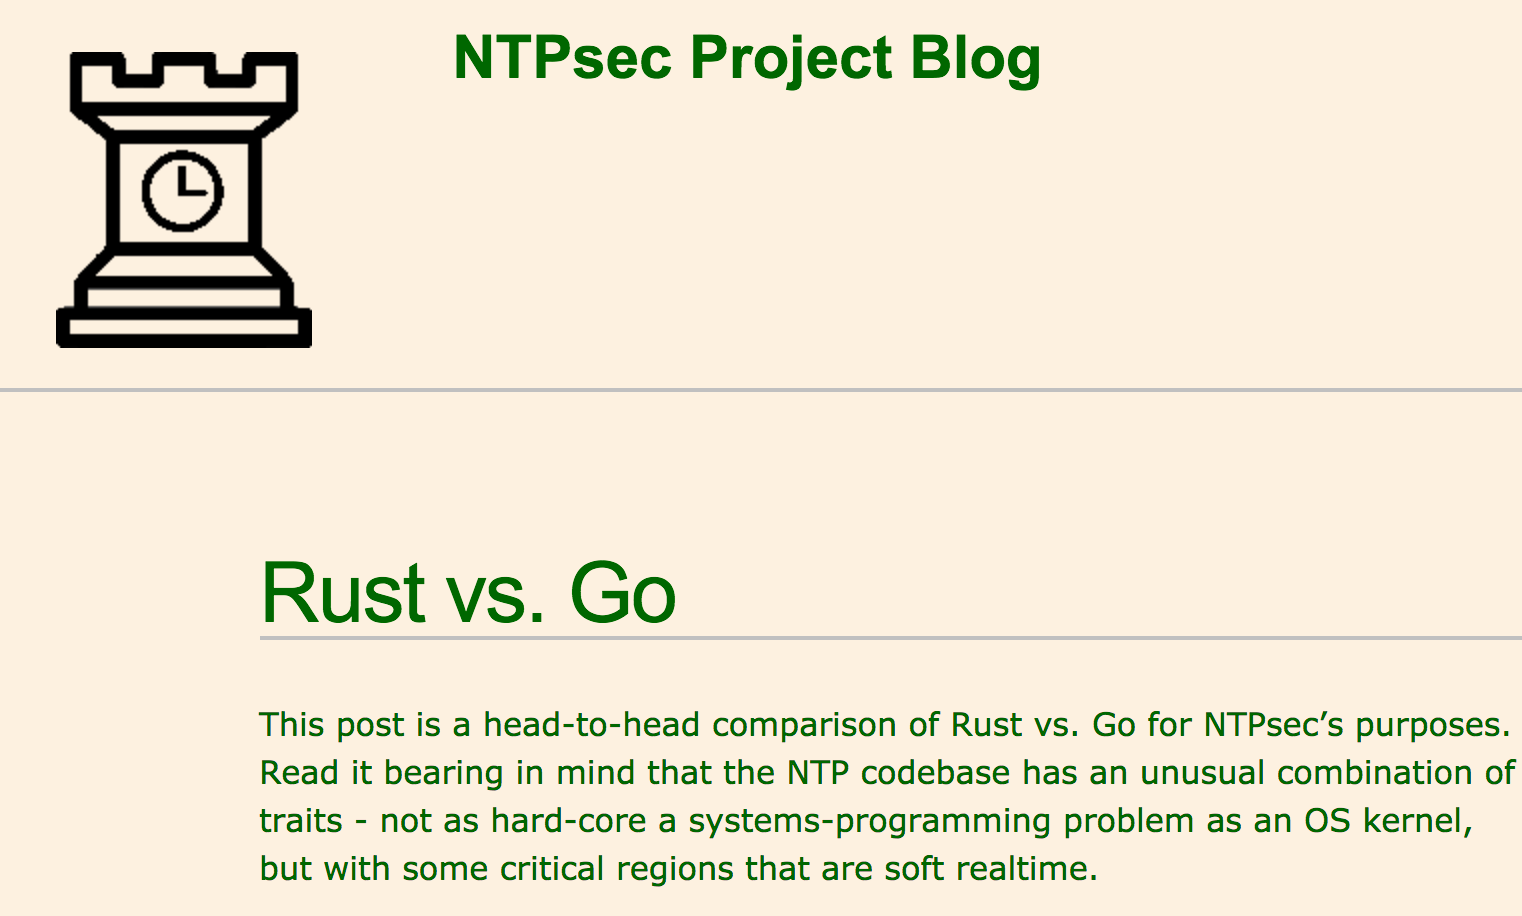 NTPsec Project Blog
Rust vs. Go
This post is a head-to-head comparison of Rust vs. Go for NTPsec’s purposes.
Read it bearing in mind that the NTP codebase has an unusual combination of
traits - not as hard-core a systems-programming problem as an OS kernel,
but with some critical regions that are soft realtime.